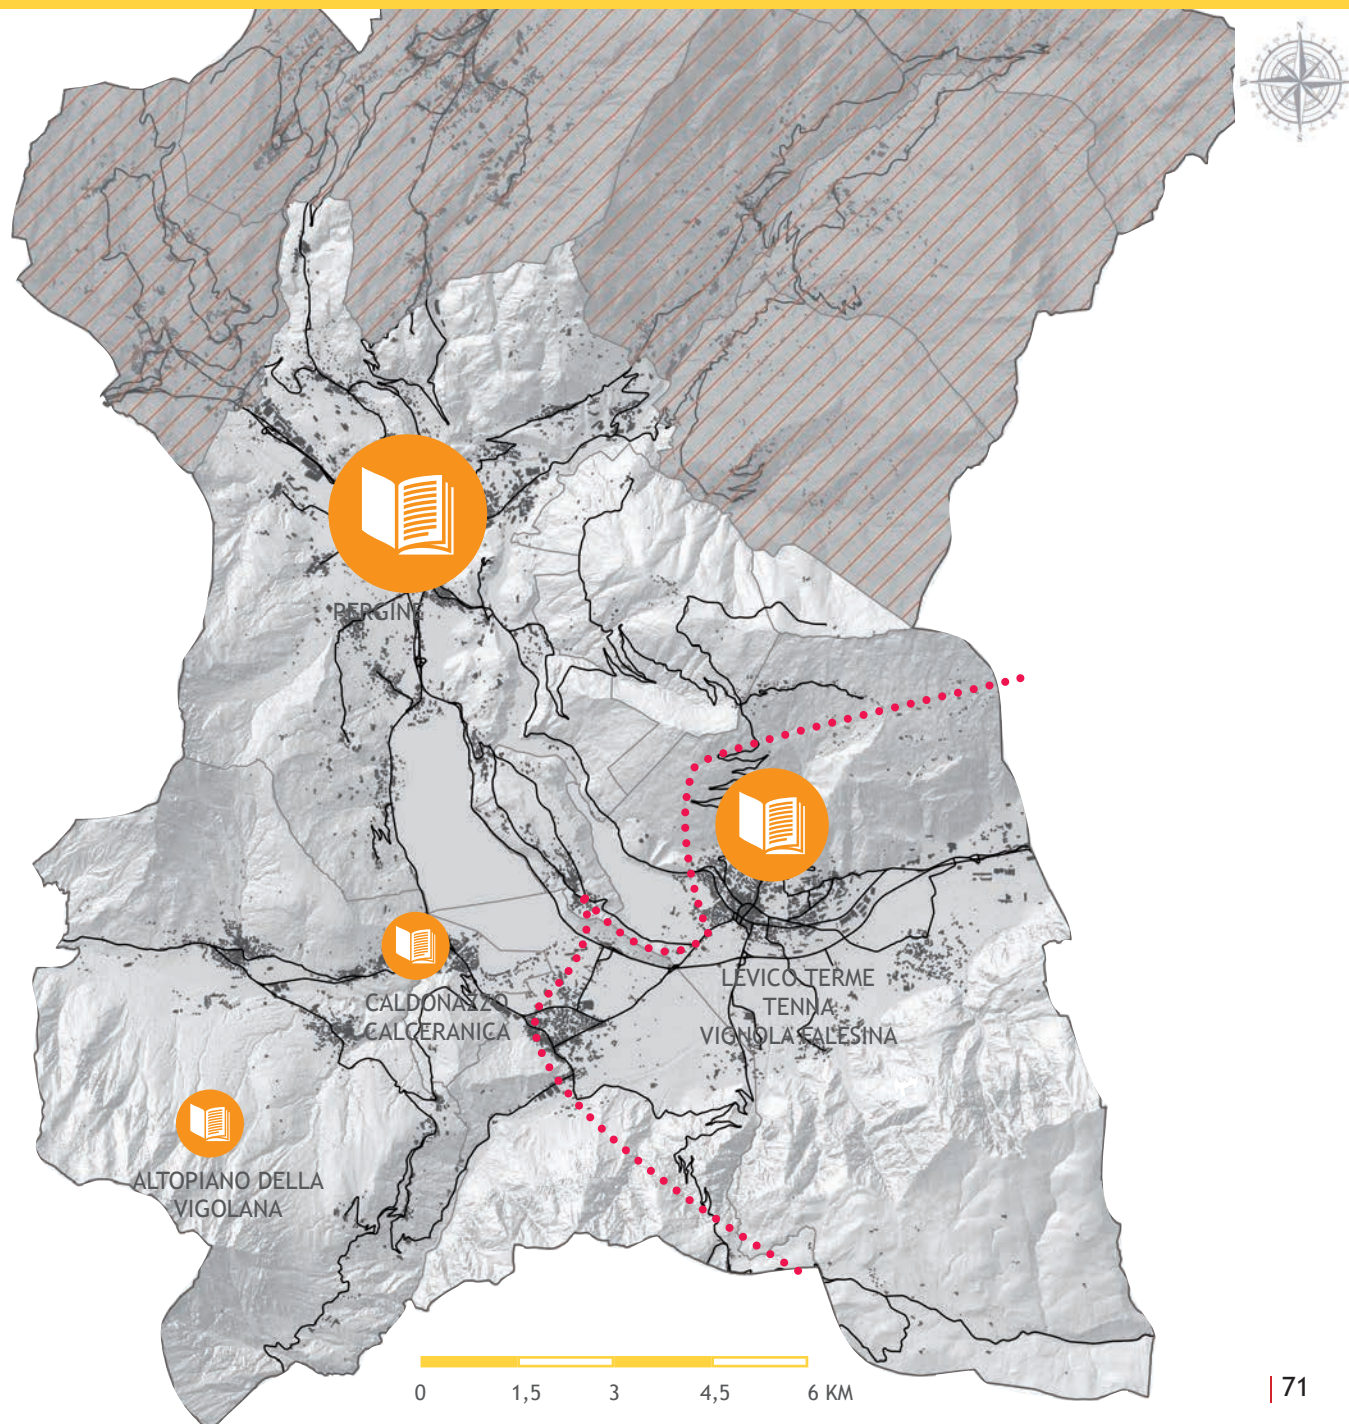 N
W
S
PERGINE
LEVICO TERME
TENNA
VIGNOLA FALESINA
CALDONAZZO
CALCERANICA
ALTOPIANO DELLA
VIGOLANA
0 1,5 3 4,5 6 KM
71